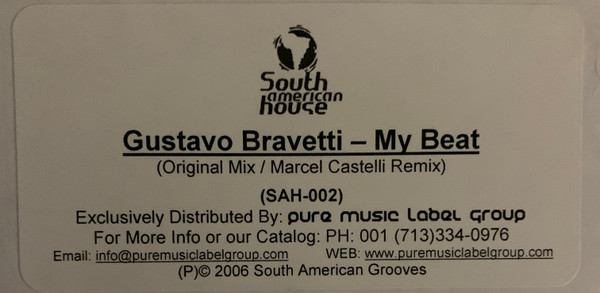 South
american
house
Gustavo Bravetti – My Beat
(Original Mix / Marcel Castelli Remix)
(SAH-002)
Exclusively Distributed By: pure music label group
For More Info or our Catalog: PH: 001 (713)334-0976
Email: info@puremusiclabelgroup.com WEB: www.puremusiclabelgroup.com
(P)© 2006 South American Grooves